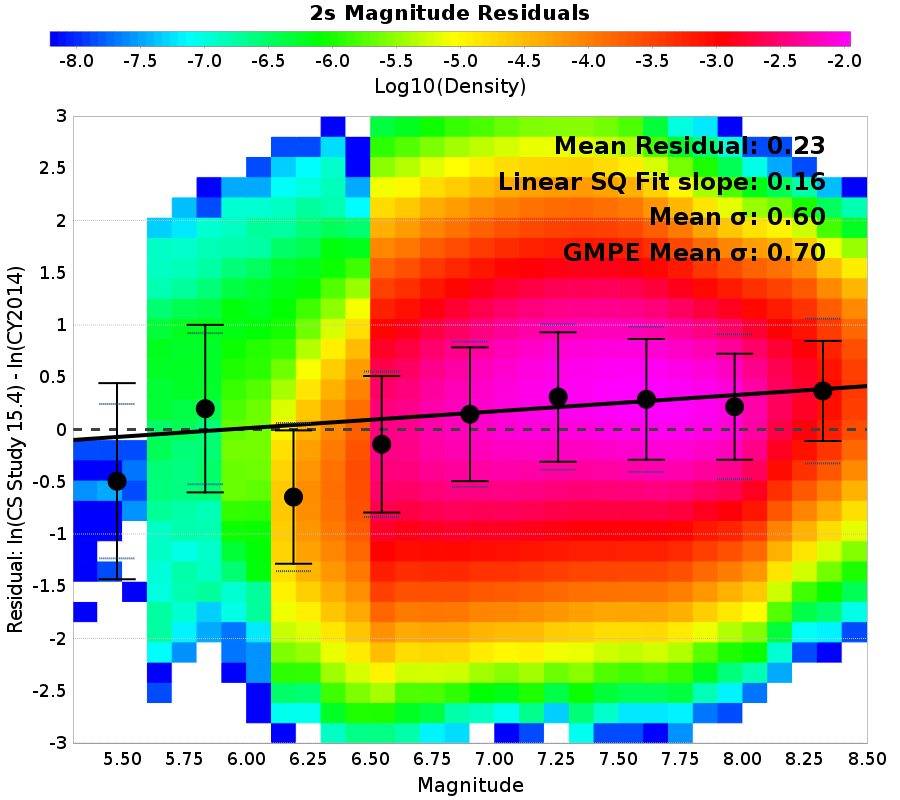 2s Magnitude Residuals
-8.0 -7.5 -7.0 -6.5 -6.0 -5.5 -5.0 -4.5 -4.0 -3.5 -3.0 -2.5 -2.0
Log10(Density)
Mean Residual: 0.23
Linear SQ Fit slope: 0.16
Mean σ: 0.60
GMPE Mean σ: 0.70
Residual: ln(CS Study 15.4) - ln(CY2014)
3
2.5
2
1.5
1
0.5
0
-0.5
-1
-1.5
-2
-2.5
-3
5.50 5.75 6.00 6.25 6.50 6.75 7.00 7.25 7.50 7.75 8.00 8.25 8.50
Magnitude